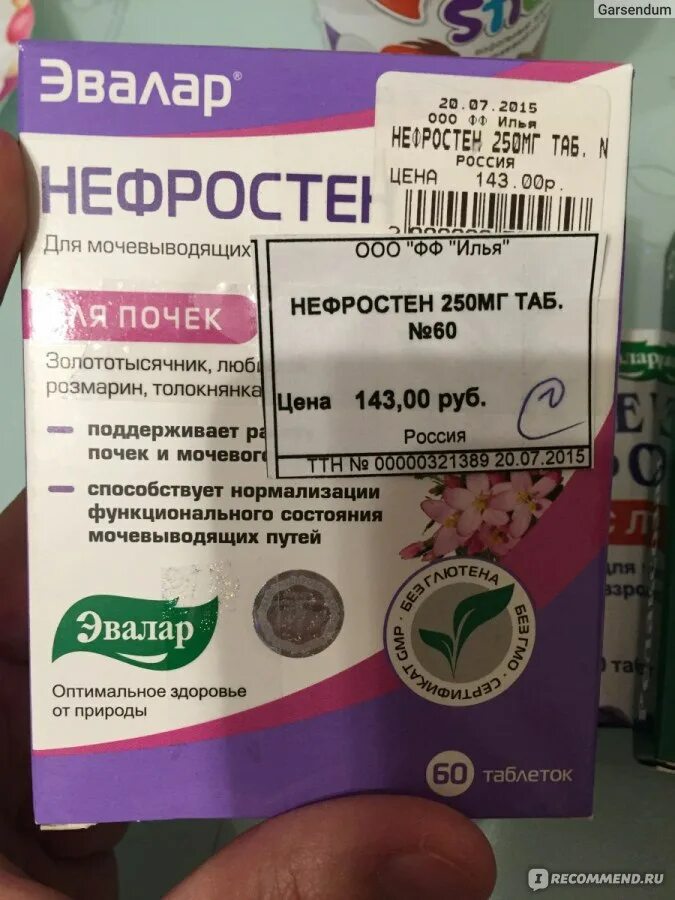 Garsendum
Эвалар®
20.07.2015
ООО ФФ Илья
НЕФРОСТЕН 250МГ ТАБ. N
РОССИЯ
ЦЕНА 143.00р.
НЕФРОСТЕН
Для мочевыводящих
ООО "ФФ "Илья"
НЕФРОСТЕН 250МГ ТАБ.
№60
Цена 143,00 руб.
Россия
ТТН № 00000321389 20.07.2015
ЛЯ ПОЧЕК
Золототысячник, люби
розмарин, толокнянка
поддерживает ра
почек и мочевог
способствует нормализации
функционального состояния
мочевыводящих путей
Эвалар
Оптимальное здоровье
от природы
БЕЗ ГЛЮТЕНА • БЕЗ ГМО • СЕРТИФИКАТ GMP •
60 таблеток
IRECOMMEND.RU